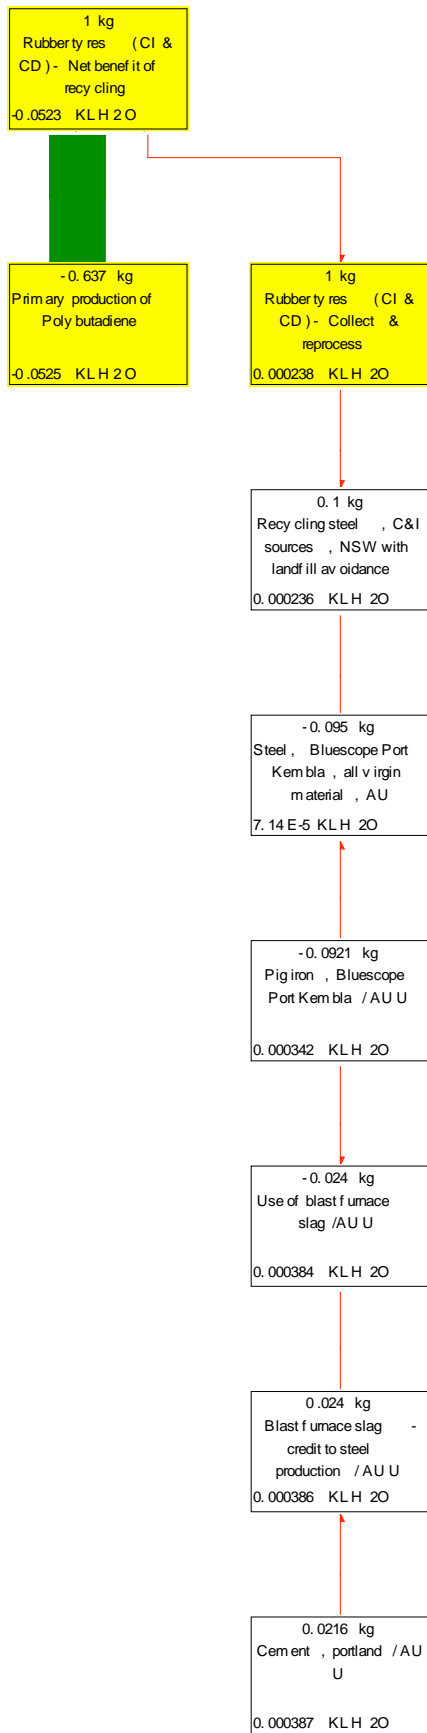 1 kg
Rubber tyres (CI &
CD) - Net benefit of
recycling
-0.0523 KL H2O
-0.637 kg
Primary production of
Polybutadiene
-0.0525 KL H2O
1 kg
Rubber tyres (CI &
CD) - Collect &
reprocess
0.000238 KL H2O
0.1 kg
Recycling steel, C&I
sources, NSW with
landfill avoidance
0.000236 KL H2O
-0.095 kg
Steel, Bluescope Port
Kembla, all virgin
material, AU
7.14E-5 KL H2O
-0.0921 kg
Pig iron, Bluescope
Port Kembla /AU U
0.000342 KL H2O
-0.024 kg
Use of blast furnace
slag /AU U
0.000384 KL H2O
0.024 kg
Blast furnace slag -
credit to steel
production /AU U
0.000386 KL H2O
0.0216 kg
Cement, portland /AU
U
0.000387 KL H2O